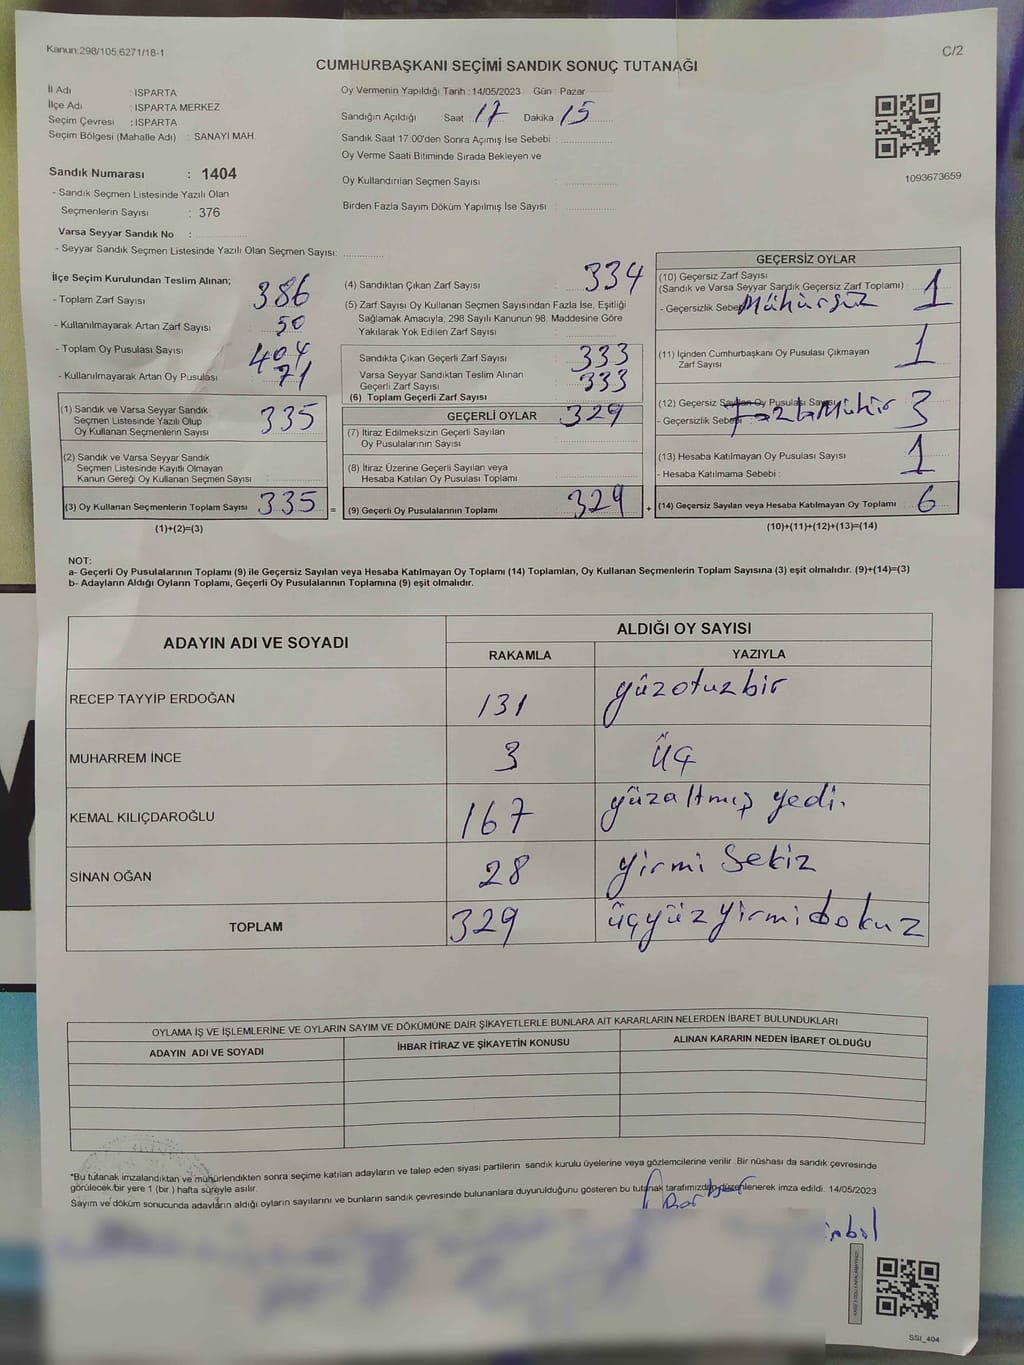 Kanun:298/105;6271/18-1
C/2
CUMHURBAŞKANI SEÇİMİ SANDIK SONUÇ TUTANAĞI
İl Adı : ISPARTA
İlçe Adı : ISPARTA MERKEZ
Seçim Çevresi : ISPARTA
Seçim Bölgesi (Mahalle Adı) : SANAYİ MAH.
Oy Vermenin Yapıldığı Tarih : 14/05/2023 Gün : Pazar
Sandığın Açıldığı Saat 17 Dakika 15
Sandık Saat 17:00'den Sonra Açımış İse Sebebi :
Oy Verme Saati Bitiminde Sırada Bekleyen ve
Oy Kullandırılan Seçmen Sayısı :
Birden Fazla Sayım Döküm Yapılmış İse Sayısı :
1093673659
Sandık Numarası : 1404
- Sandık Seçmen Listesinde Yazılı Olan
Seçmenlerin Sayısı : 376
Varsa Seyyar Sandık No :
- Seyyar Sandık Seçmen Listesinde Yazılı Olan Seçmen Sayısı:
İlçe Seçim Kurulundan Teslim Alınan;
- Toplam Zarf Sayısı 386
- Kullanılmayarak Artan Zarf Sayısı 50
- Toplam Oy Pusulası Sayısı 404
- Kullanılmayarak Artan Oy Pusulası 71
(1) Sandık ve Varsa Seyyar Sandık
Seçmen Listesinde Yazılı Olup
Oy Kullanan Seçmenlerin Sayısı 335
(2) Sandık ve Varsa Seyyar Sandık
Seçmen Listesinde Kayıtlı Olmayan
Kanun Gereği Oy Kullanan Seçmen Sayısı
(3) Oy Kullanan Seçmenlerin Toplam Sayısı 335 =
(1)+(2)=(3)
(4) Sandıktan Çıkan Zarf Sayısı 334
(5) Zarf Sayısı Oy Kullanan Seçmen Sayısından Fazla İse, Eşitliği
Sağlamak Amacıyla, 298 Sayılı Kanunun 98. Maddesine Göre
Yakılarak Yok Edilen Zarf Sayısı :
Sandıkta Çıkan Geçerli Zarf Sayısı 333
Varsa Seyyar Sandıktan Teslim Alınan
Geçerli Zarf Sayısı 333
(6) Toplam Geçerli Zarf Sayısı
GEÇERLİ OYLAR 329
(7) İtiraz Edilmeksizin Geçerli Sayılan
Oy Pusulalarının Sayısı
(8) İtiraz Üzerine Geçerli Sayılan veya
Hesaba Katılan Oy Pusulası Toplamı
(9) Geçerli Oy Pusulalarının Toplamı 329 +
GEÇERSİZ OYLAR
(10) Geçersiz Zarf Sayısı
(Sandık ve Varsa Seyyar Sandık Geçersiz Zarf Toplamı) 1
- Geçersizlik Sebebi Mühürsüz
(11) İçinden Cumhurbaşkanı Oy Pusulası Çıkmayan
Zarf Sayısı 1
(12) Geçersiz Sayılan Oy Pusulası Sayısı
- Geçersizlik Sebebi Fazla Mühür 3
(13) Hesaba Katılmayan Oy Pusulası Sayısı 1
- Hesaba Katılmama Sebebi :
(14) Geçersiz Sayılan veya Hesaba Katılmayan Oy Toplamı 6
(10)+(11)+(12)+(13)=(14)
NOT:
a- Geçerli Oy Pusulalarının Toplamı (9) ile Geçersiz Sayılan veya Hesaba Katılmayan Oy Toplamı (14) Toplamları, Oy Kullanan Seçmenlerin Toplam Sayısına (3) eşit olmalıdır. (9)+(14)=(3)
b- Adayların Aldığı Oyların Toplamı, Geçerli Oy Pusulalarının Toplamına (9) eşit olmalıdır.
ADAYIN ADI VE SOYADI ALDIĞI OY SAYISI
RAKAMLA YAZIYLA
RECEP TAYYİP ERDOĞAN 131 yüzotuzbir
MUHARREM İNCE 3 üç
KEMAL KILIÇDAROĞLU 167 yüzaltmış yedi.
SİNAN OĞAN 28 yirmi sekiz
TOPLAM 329 üçyüzyirmidokuz
OYLAMA İŞ VE İŞLEMLERİNE VE OYLARIN SAYIM VE DÖKÜMÜNE DAİR ŞİKAYETLERLE BUNLARA AİT KARARLARIN NELERDEN İBARET BULUNDUKLARI
ADAYIN ADI VE SOYADI İHBAR İTİRAZ VE ŞİKAYETİN KONUSU ALINAN KARARIN NEDEN İBARET OLDUĞU
*Bu tutanak imzalandıktan ve mühürlendikten sonra seçime katılan adayların ve talep eden siyasi partilerin sandık kurulu üyelerine veya gözlemcilerine verilir .Bir nüshası da sandık çevresinde
görülecek bir yere 1 (bir ) hafta süreyle asılır.
Sayım ve döküm sonucunda adayların aldığı oyların sayılarını ve bunların sandık çevresinde bulunanlara duyurulduğunu gösteren bu tutanak tarafımızdan düzenlenerek imza edildi. 14/05/2023
SSI_404